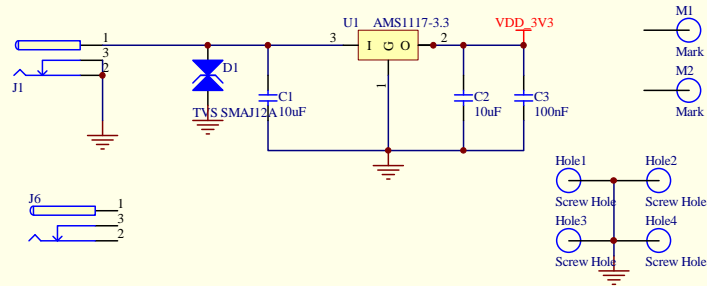 U1 AMS1117-3.3
VDD_3V3
M1
Mark
1
3
2
J1
D1
TVS SMAJ12A
C1
10uF
3
I G O
2
1
C2
10uF
C3
100nF
M2
Mark
J6
1
3
2
Hole1
Screw Hole
Hole2
Screw Hole
Hole3
Screw Hole
Hole4
Screw Hole